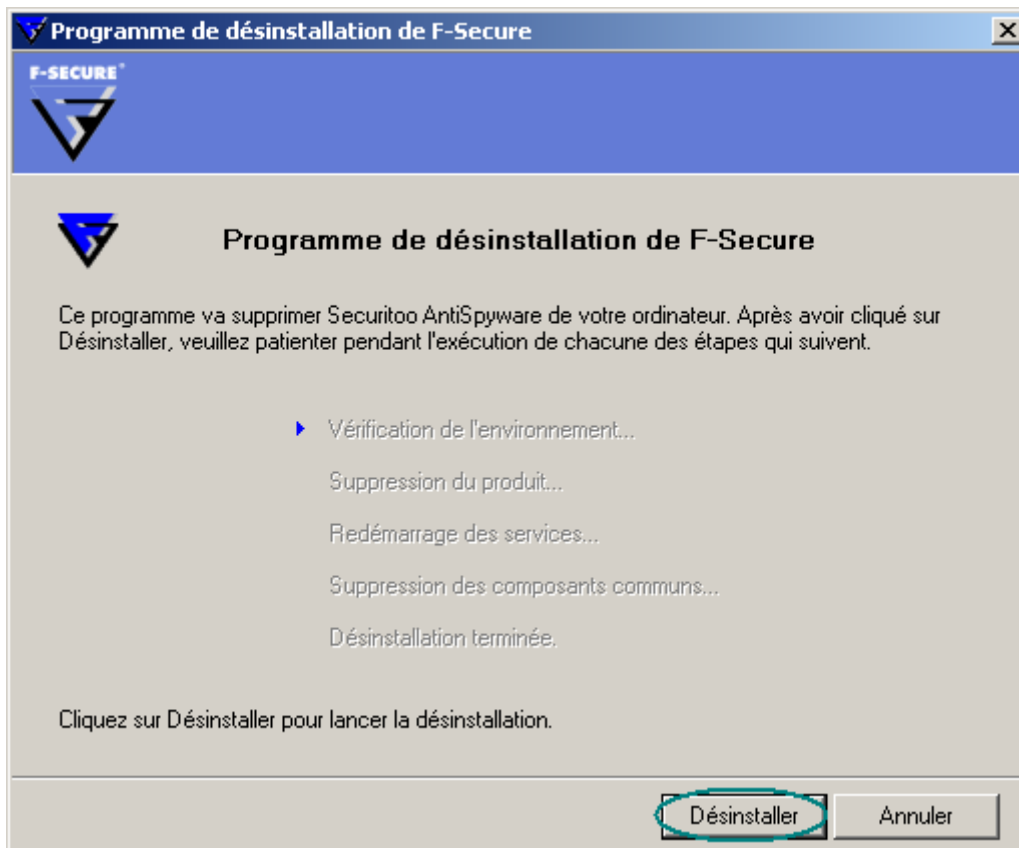 Programme de désinstallation de F-Secure
F-SECURE®
Programme de désinstallation de F-Secure
Ce programme va supprimer Securitoo AntiSpyware de votre ordinateur. Après avoir cliqué sur
Désinstaller, veuillez patienter pendant l'exécution de chacune des étapes qui suivent.
Vérification de l'environnement...
Suppression du produit...
Redémarrage des services...
Suppression des composants communs...
Désinstallation terminée.
Cliquez sur Désinstaller pour lancer la désinstallation.
Désinstaller
Annuler